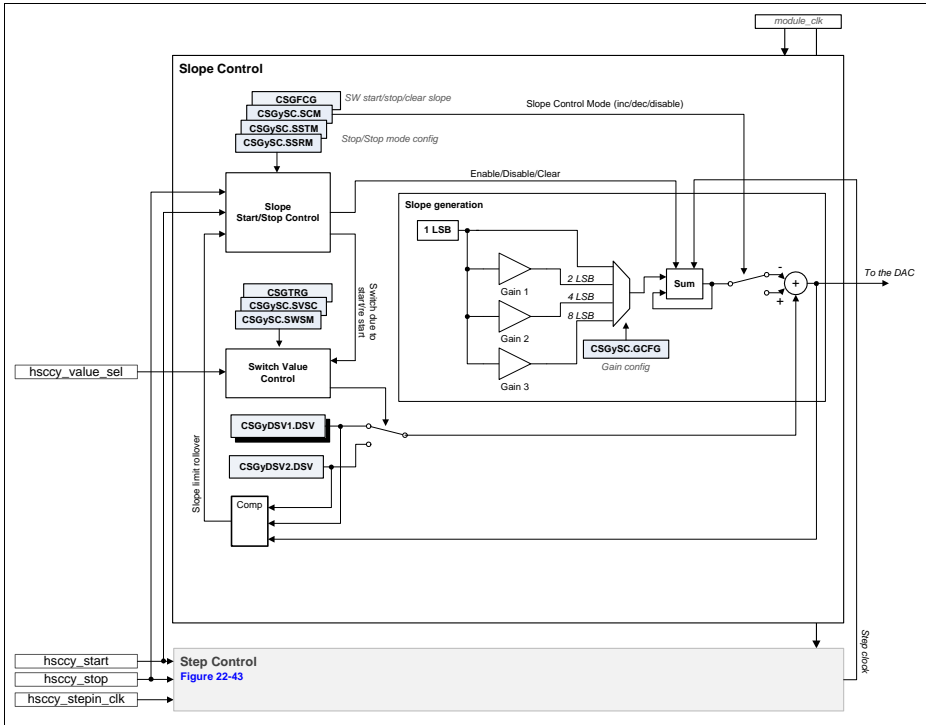 module_clk
Slope Control
CSGFCG
SW start/stop/clear slope
CSGySC.SCM
Slope Control Mode (inc/dec/disable)
CSGySC.SSTM
CSGySC.SSRM
Stop/Stop mode config
Slope
Start/Stop Control
Enable/Disable/Clear
Slope generation
1 LSB
Gain 1
2 LSB
4 LSB
Gain 2
8 LSB
Gain 3
CSGySC.GCFG
Gain config
Sum
-
+
+
To the DAC
Switch due to
start/re start
CSGTRG
CSGySC.SVSC
CSGySC.SWSM
hsccy_value_sel
Switch Value
Control
CSGyDSV1.DSV
CSGyDSV2.DSV
Slope limit rollover
Comp
Step clock
hsccy_start
hsccy_stop
hsccy_stepin_clk
Step Control
Figure 22-43